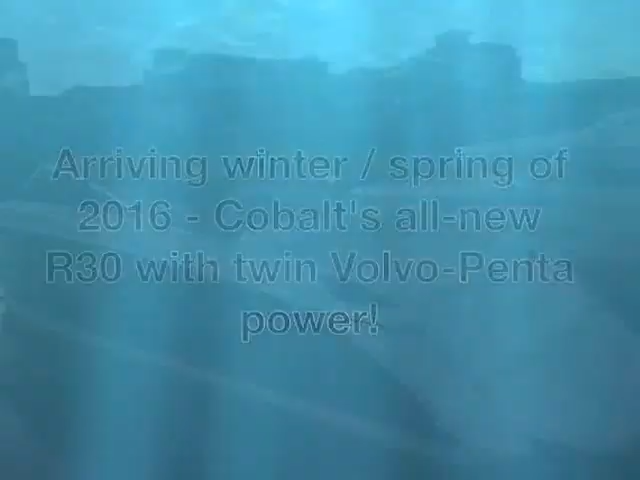 Arriving winter / spring of
2016 - Cobalt's all-new
R30 with twin Volvo-Penta
power!